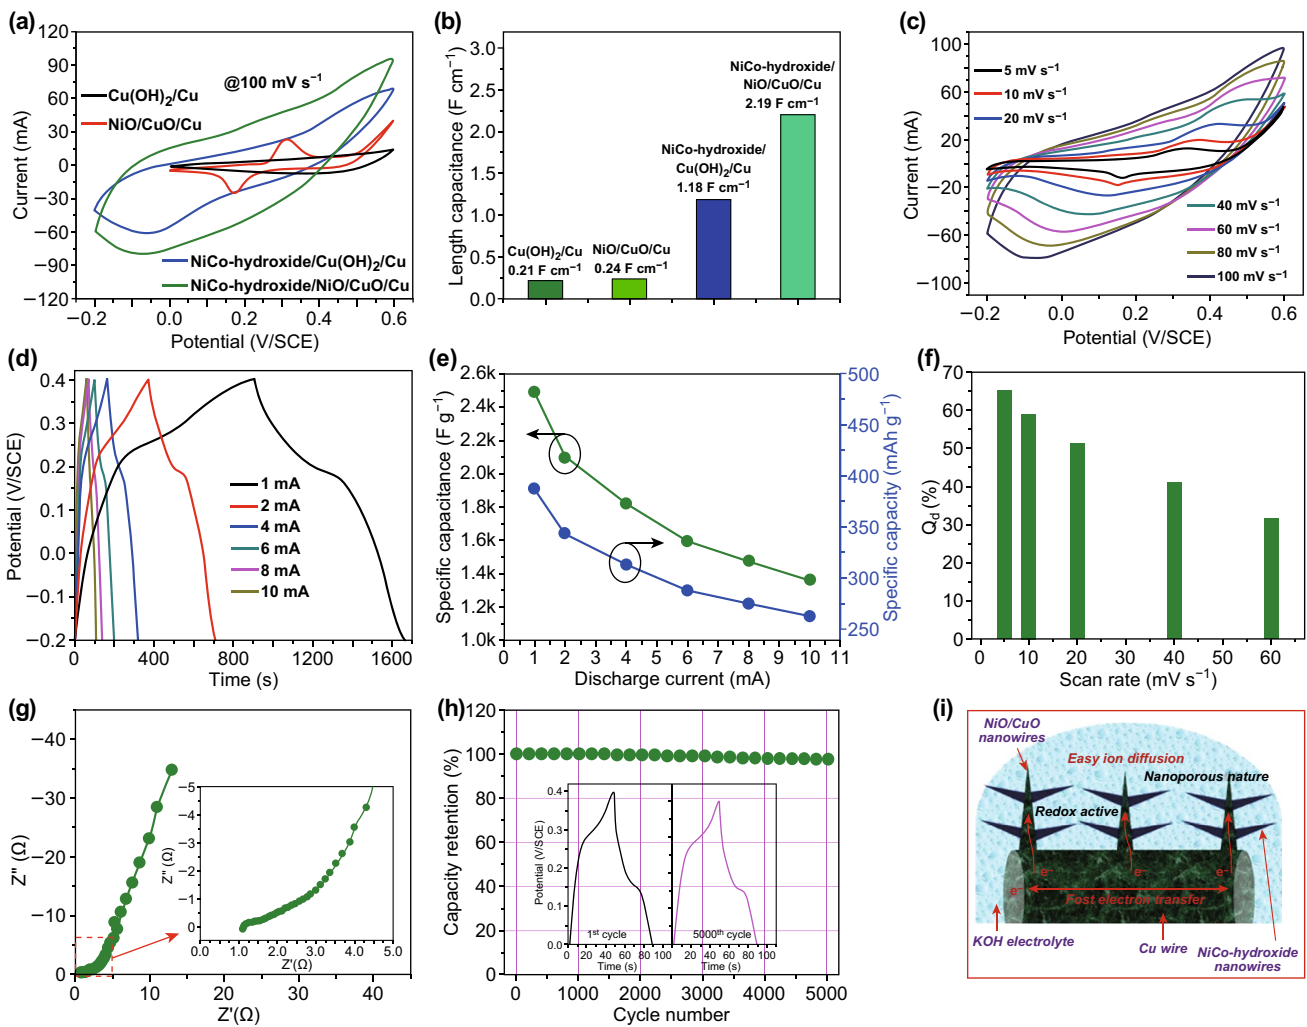 (a)
120
90
60
30
0
−30
−60
−90
−120
Current (mA)
@100 mV s⁻¹
Cu(OH)₂/Cu
NiO/CuO/Cu
NiCo-hydroxide/Cu(OH)₂/Cu
NiCo-hydroxide/NiO/CuO/Cu
−0.2 0.0 0.2 0.4 0.6
Potential (V/SCE)
(b)
3.0
2.5
2.0
1.5
1.0
0.5
0.0
Length capacitance (F cm⁻¹)
Cu(OH)₂/Cu
0.21 F cm⁻¹
NiO/CuO/Cu
0.24 F cm⁻¹
NiCo-hydroxide/
Cu(OH)₂/Cu
1.18 F cm⁻¹
NiCo-hydroxide/
NiO/CuO/Cu
2.19 F cm⁻¹
(c)
100
60
20
−20
−60
−100
Current (mA)
5 mV s⁻¹
10 mV s⁻¹
20 mV s⁻¹
40 mV s⁻¹
60 mV s⁻¹
80 mV s⁻¹
100 mV s⁻¹
−0.2 0.0 0.2 0.4 0.6
Potential (V/SCE)
(d)
0.4
0.3
0.2
0.1
0.0
−0.1
−0.2
Potential (V/SCE)
1 mA
2 mA
4 mA
6 mA
8 mA
10 mA
0 400 800 1200 1600
Time (s)
(e)
2.6k
2.4k
2.2k
2.0k
1.8k
1.6k
1.4k
1.2k
1.0k
Specific capacitance (F g⁻¹)
500
450
400
350
300
250
Specific capacity (mAh g⁻¹)
0 1 2 3 4 5 6 7 8 9 10 11
Discharge current (mA)
(f)
70
60
50
40
30
20
10
0
Q_d (%)
0 10 20 30 40 50 60
Scan rate (mV s⁻¹)
(g)
−40
−30
−20
−10
0
Z″ (Ω)
0 10 20 30 40
Z′(Ω)
−5
−4
−3
−2
−1
0
Z″ (Ω)
0.0 1.0 2.0 3.0 4.0 5.0
Z′(Ω)
(h)
120
100
80
60
40
20
0
Capacity retention (%)
0.4
0.3
0.2
0.1
0.0
Potential (V/SCE)
1st cycle
5000th cycle
0 20 40 60 80 100
20 40 60 80 100
Time (s)
Time (s)
0 1000 2000 3000 4000 5000
Cycle number
(i)
NiO/CuO
nanowires
Easy ion diffusion
Nanoporous nature
Redox active
e⁻ e⁻ e⁻
e⁻
Fost electron transfer
KOH electrolyte
Cu wire
NiCo-hydroxide
nanowires